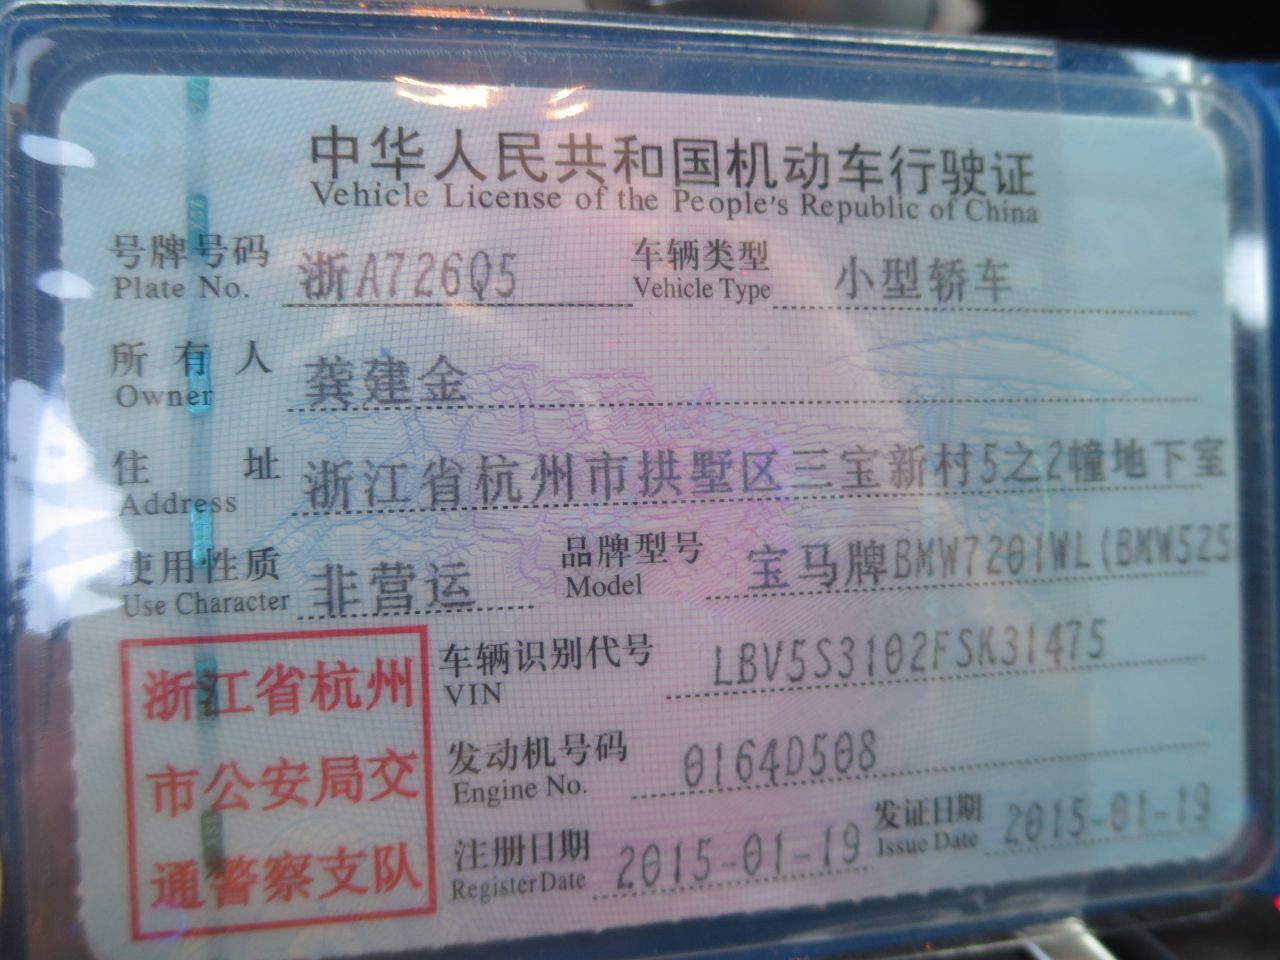 中华人民共和国机动车行驶证
Vehicle License of the People's Republic of China
号牌号码 浙A726Q5 车辆类型 小型轿车
Plate No. Vehicle Type
所有人 龚建金
Owner
住址 浙江省杭州市拱墅区三宝新村5之2幢地下室
Address
使用性质 非营运 品牌型号 宝马牌BMW7201WL(BMW525
Use Character Model
车辆识别代号 LBV5S3102FSK31475
VIN
发动机号码 0164D508
Engine No.
注册日期 2015-01-19 发证日期 2015-01-19
Register Date Issue Date
浙江省杭州
市公安局交
通警察支队